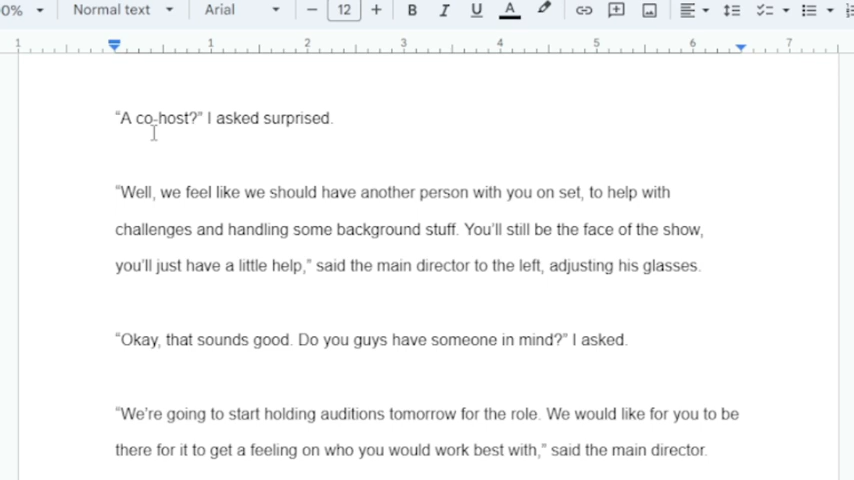 0% Normal text Arial 12 B I U A
1 1 2 3 4 5 6 7
“A co-host?” I asked surprised.
“Well, we feel like we should have another person with you on set, to help with
challenges and handling some background stuff. You’ll still be the face of the show,
you’ll just have a little help,” said the main director to the left, adjusting his glasses.
“Okay, that sounds good. Do you guys have someone in mind?” I asked.
“We’re going to start holding auditions tomorrow for the role. We would like for you to be
there for it to get a feeling on who you would work best with,” said the main director.